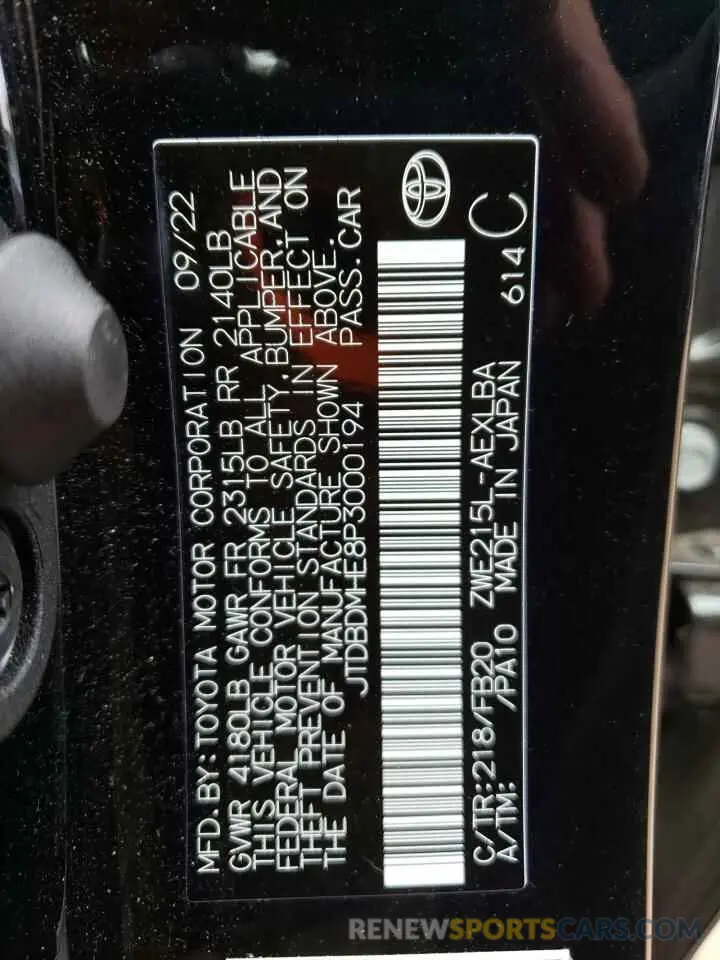 MFD. BY: TOYOTA MOTOR CORPORATION 09/22
GVWR 4180LB GAWR FR 2315LB RR 2140LB
THIS VEHICLE CONFORMS TO ALL APPLICABLE
FEDERAL MOTOR VEHICLE SAFETY, BUMPER, AND
THEFT PREVENTION STANDARDS IN EFFECT ON
THE DATE OF MANUFACTURE SHOWN ABOVE.
JTDBDMHE8P3000194 PASS. CAR
C/TR: 218/FB20 ZWE215L-AEXLBA
A/TM: /PA10 MADE IN JAPAN 614 C
RENEWSPORTSCARS.COM